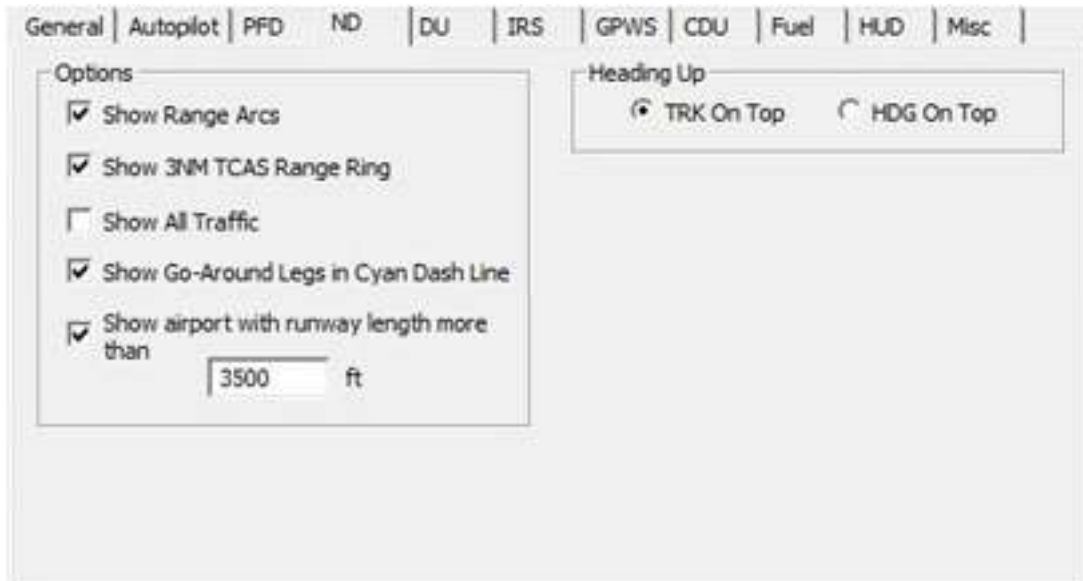 General Autopilot PFD ND DU IRS GPWS CDU Fuel HUD Misc
Options
Show Range Arcs
Show 3NM TCAS Range Ring
Show All Traffic
Show Go-Around Legs in Cyan Dash Line
Show airport with runway length more
than
3500 ft
Heading Up
TRK On Top HDG On Top